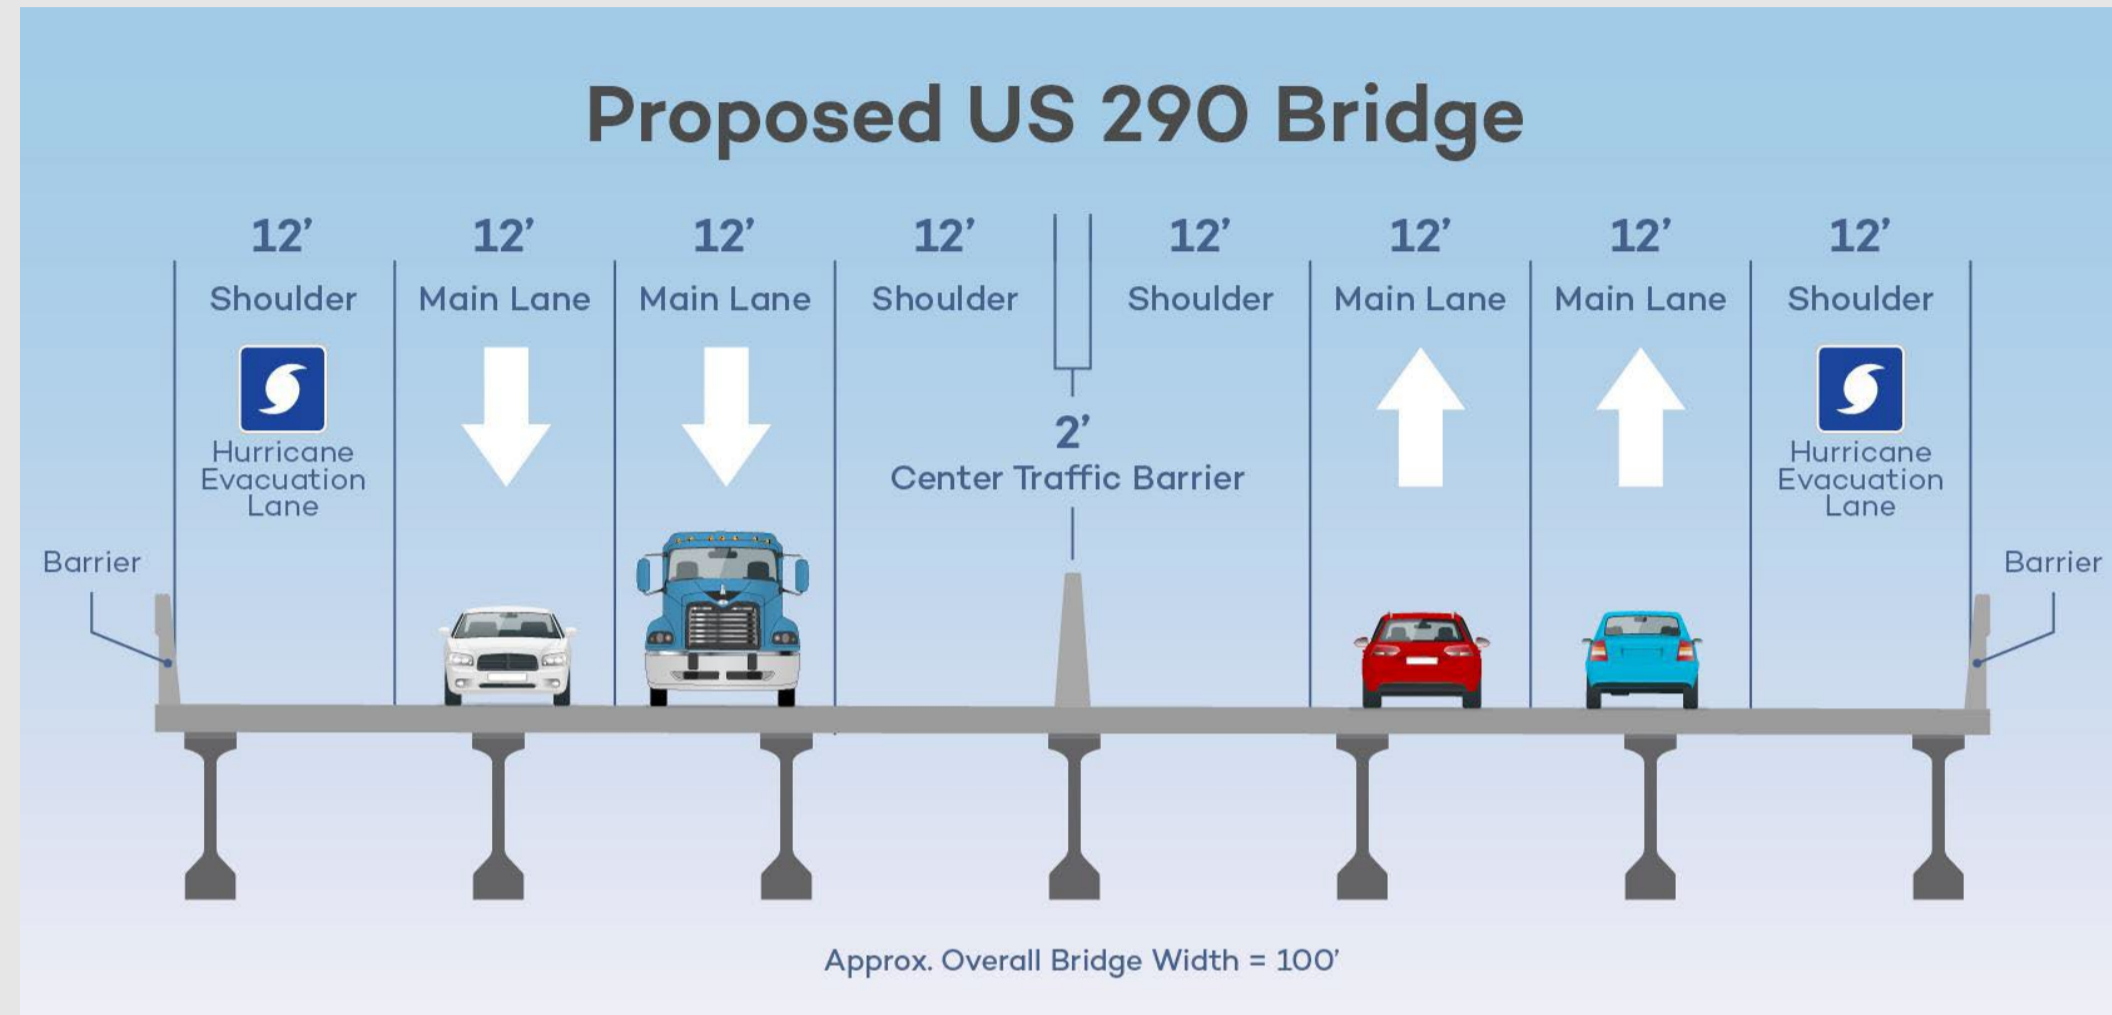 Proposed US 290 Bridge
12’ 12’ 12’ 12’ 12’ 12’ 12’ 12’
Shoulder Main Lane Main Lane Shoulder Shoulder Main Lane Main Lane Shoulder
Hurricane
Evacuation
Lane
2’
Center Traffic Barrier
Hurricane
Evacuation
Lane
Barrier
Barrier
Approx. Overall Bridge Width = 100’